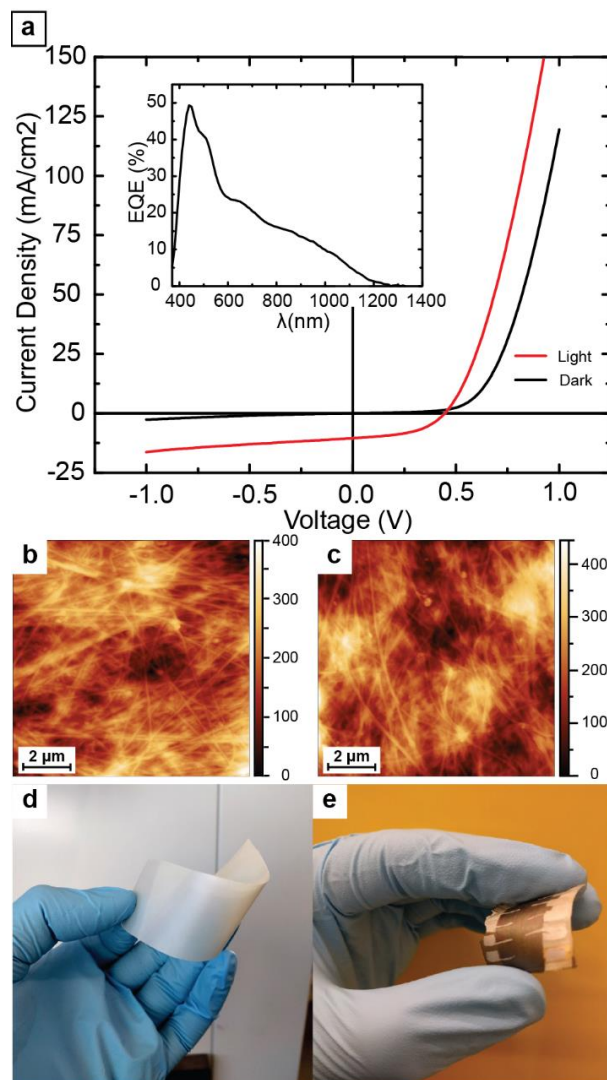 a
150
125
100
75
50
25
0
-25
Current Density (mA/cm2)
-1.0 -0.5 0.0 0.5 1.0
Voltage (V)
50
40
30
20
10
0
EQE (%)
400 600 800 1000 1200 1400
λ(nm)
Light
Dark
b
400
300
200
100
0
2 µm
c
400
300
200
100
0
2 µm
d
e